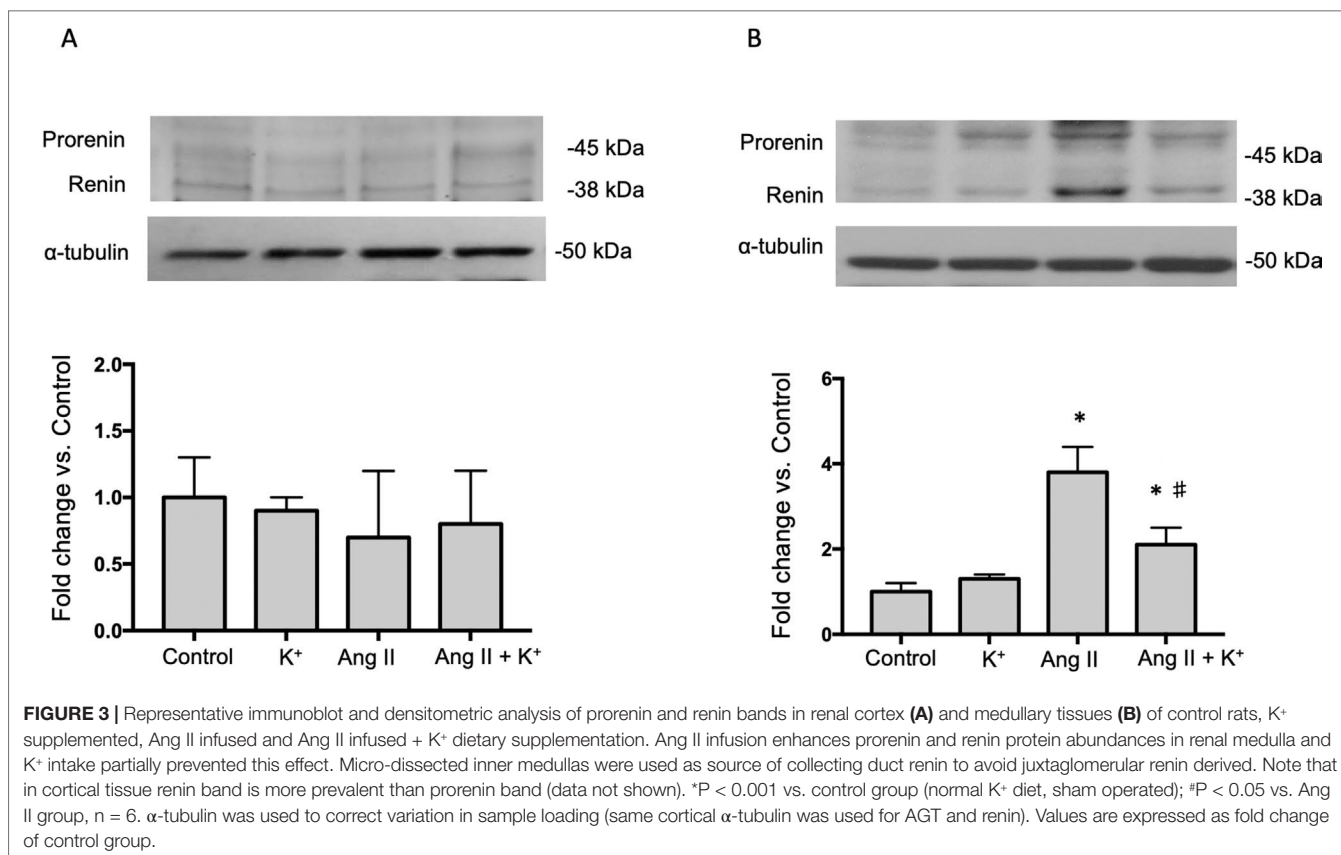 A
Prorenin
-45 kDa
Renin
-38 kDa
α-tubulin
-50 kDa
Fold change vs. Control
2.0
1.5
1.0
0.5
0.0
Control K⁺ Ang II Ang II + K⁺
B
Prorenin
-45 kDa
Renin
-38 kDa
α-tubulin
-50 kDa
Fold change vs. Control
6
4
2
0
*
* #
Control K⁺ Ang II Ang II + K⁺
FIGURE 3 | Representative immunoblot and densitometric analysis of prorenin and renin bands in renal cortex (A) and medullary tissues (B) of control rats, K⁺
supplemented, Ang II infused and Ang II infused + K⁺ dietary supplementation. Ang II infusion enhances prorenin and renin protein abundances in renal medulla and
K⁺ intake partially prevented this effect. Micro-dissected inner medullas were used as source of collecting duct renin to avoid juxtaglomerular renin derived. Note that
in cortical tissue renin band is more prevalent than prorenin band (data not shown). *P < 0.001 vs. control group (normal K⁺ diet, sham operated); #P < 0.05 vs. Ang
II group, n = 6. α-tubulin was used to correct variation in sample loading (same cortical α-tubulin was used for AGT and renin). Values are expressed as fold change
of control group.